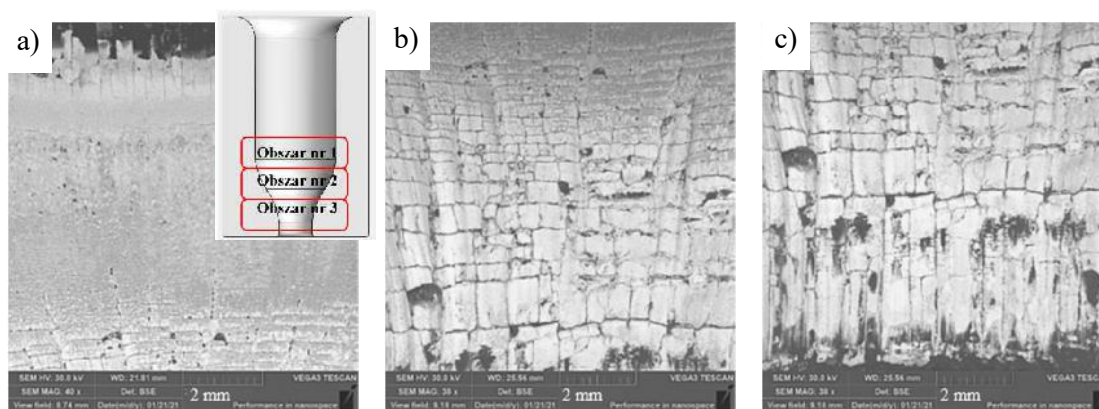 a)
Obszar nr 1
Obszar nr 2
Obszar nr 3
b)
c)
SEM HV: 30.0 kV WD: 21.81 mm VEGA3 TESCAN
SEM MAG: 40 x Det: BSE 2 mm
View field: 8.74 mm Date(m/d/y): 01/21/21 Performance in nanospace
SEM HV: 30.0 kV WD: 25.56 mm VEGA3 TESCAN
SEM MAG: 38 x Det: BSE 2 mm
View field: 9.18 mm Date(m/d/y): 01/21/21 Performance in nanospace
SEM HV: 30.0 kV WD: 25.56 mm VEGA3 TESCAN
SEM MAG: 38 x Det: BSE 2 mm
View field: 9.18 mm Date(m/d/y): 01/21/21 Performance in nanospace